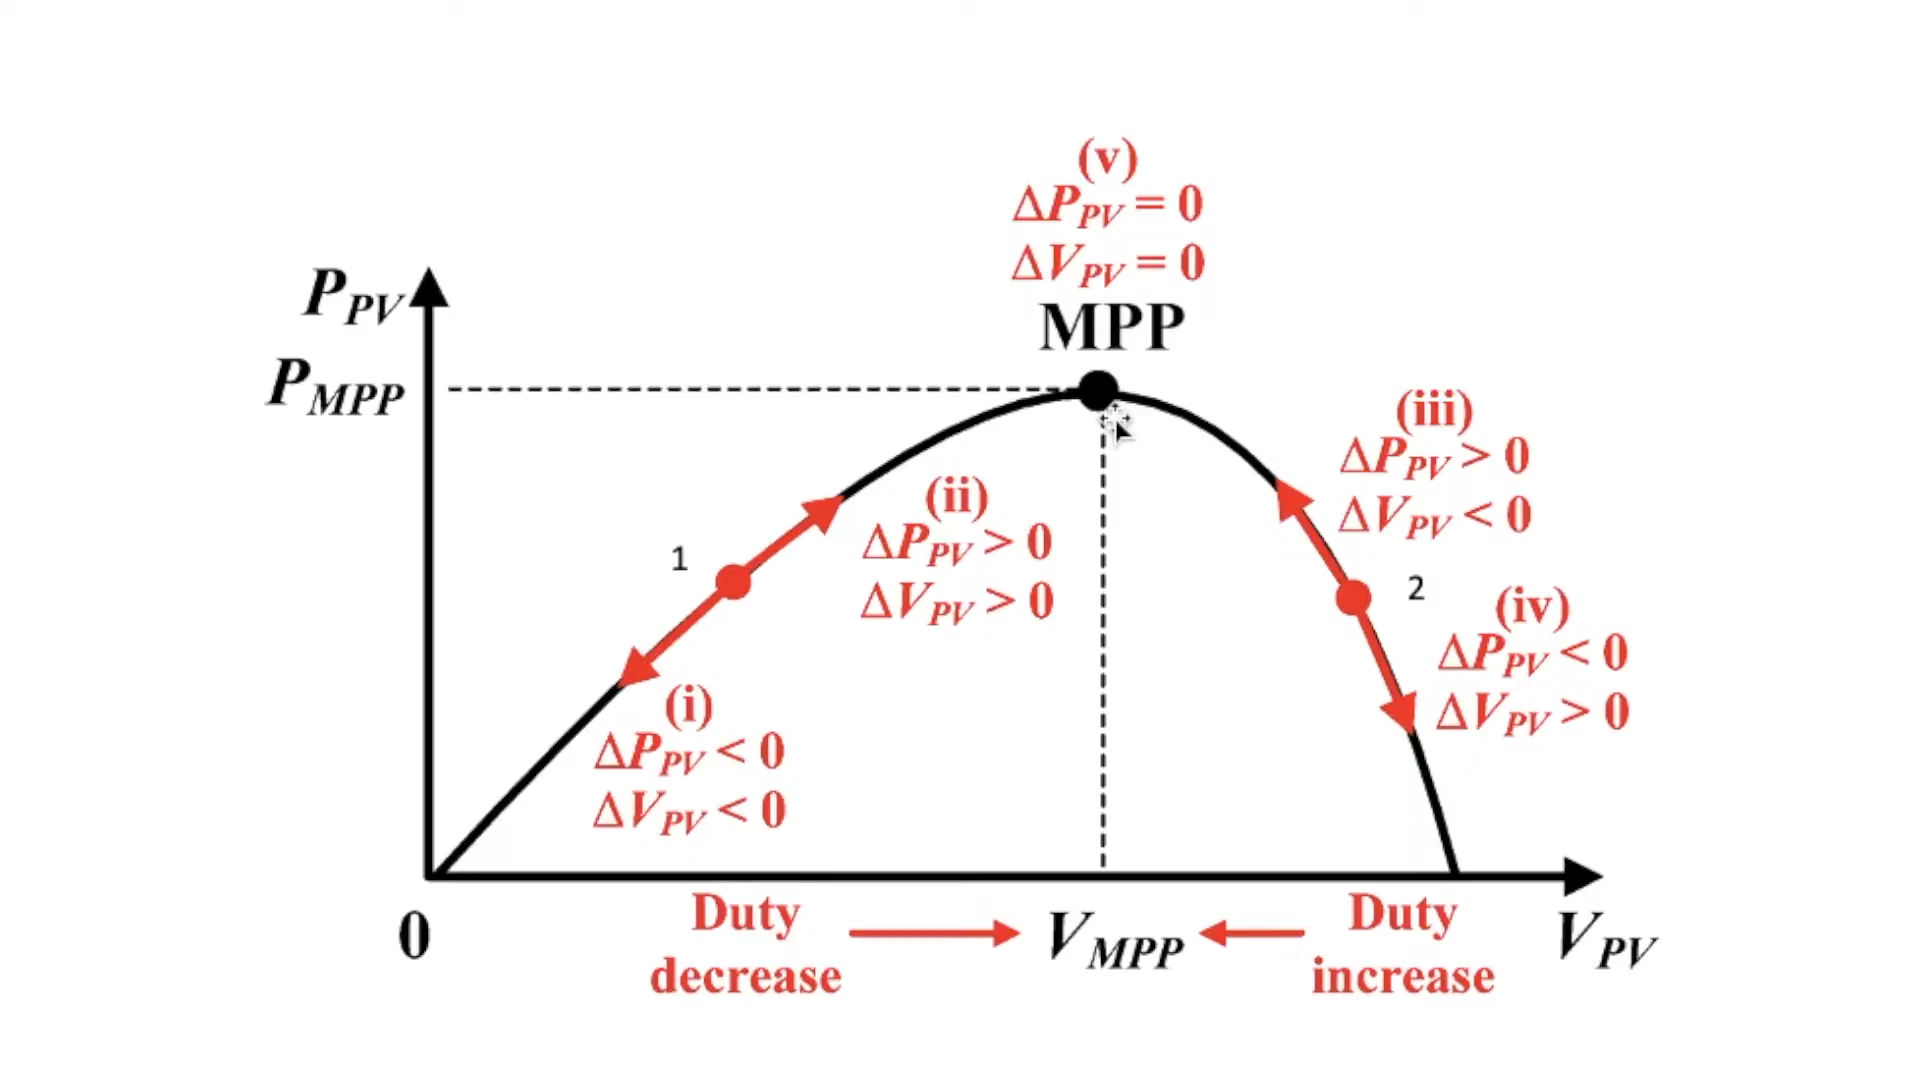 (v)
ΔP_PV = 0
ΔV_PV = 0
MPP
P_PV
P_MPP
(iii)
ΔP_PV > 0
ΔV_PV < 0
(ii)
ΔP_PV > 0
ΔV_PV > 0
1
2
(iv)
ΔP_PV < 0
ΔV_PV > 0
(i)
ΔP_PV < 0
ΔV_PV < 0
0
Duty
decrease
V_MPP
Duty
increase
V_PV